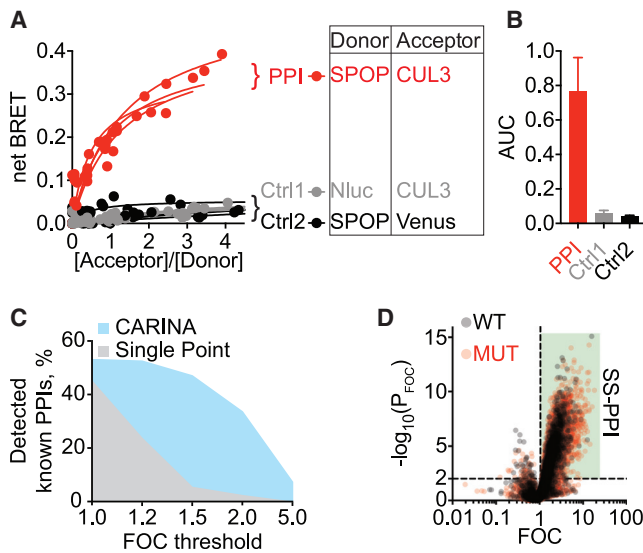 A
net BRET
0.4
0.3
0.2
0.1
0.0
0 1 2 3 4
[Acceptor]/[Donor]
Donor Acceptor
PPI SPOP CUL3
Ctrl1 Nluc CUL3
Ctrl2 SPOP Venus
B
AUC
1.0
0.8
0.6
0.4
0.2
0.0
PPI
Ctrl1
Ctrl2
C
Detected
known PPIs, %
60
40
20
0
CARINA
Single Point
1.0 1.2 1.5 2.0 5.0
FOC threshold
D
-log10(PFOC)
15
10
5
2
0
WT
MUT
SS-PPI
0.01 0.1 1 10 100
FOC